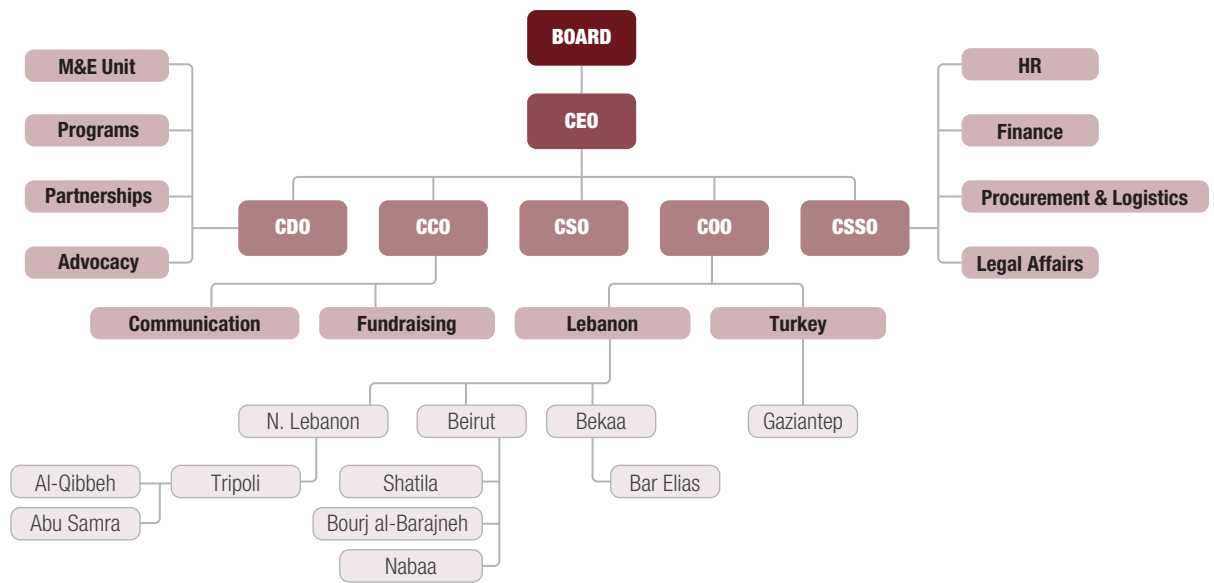 BOARD
M&E Unit
HR
CEO
Programs
Finance
Partnerships
Procurement & Logistics
CDO
CCO
CSO
COO
CSSO
Advocacy
Legal Affairs
Communication
Fundraising
Lebanon
Turkey
N. Lebanon
Beirut
Bekaa
Gaziantep
Al-Qibbeh
Tripoli
Shatila
Bar Elias
Abu Samra
Bourj al-Barajneh
Nabaa